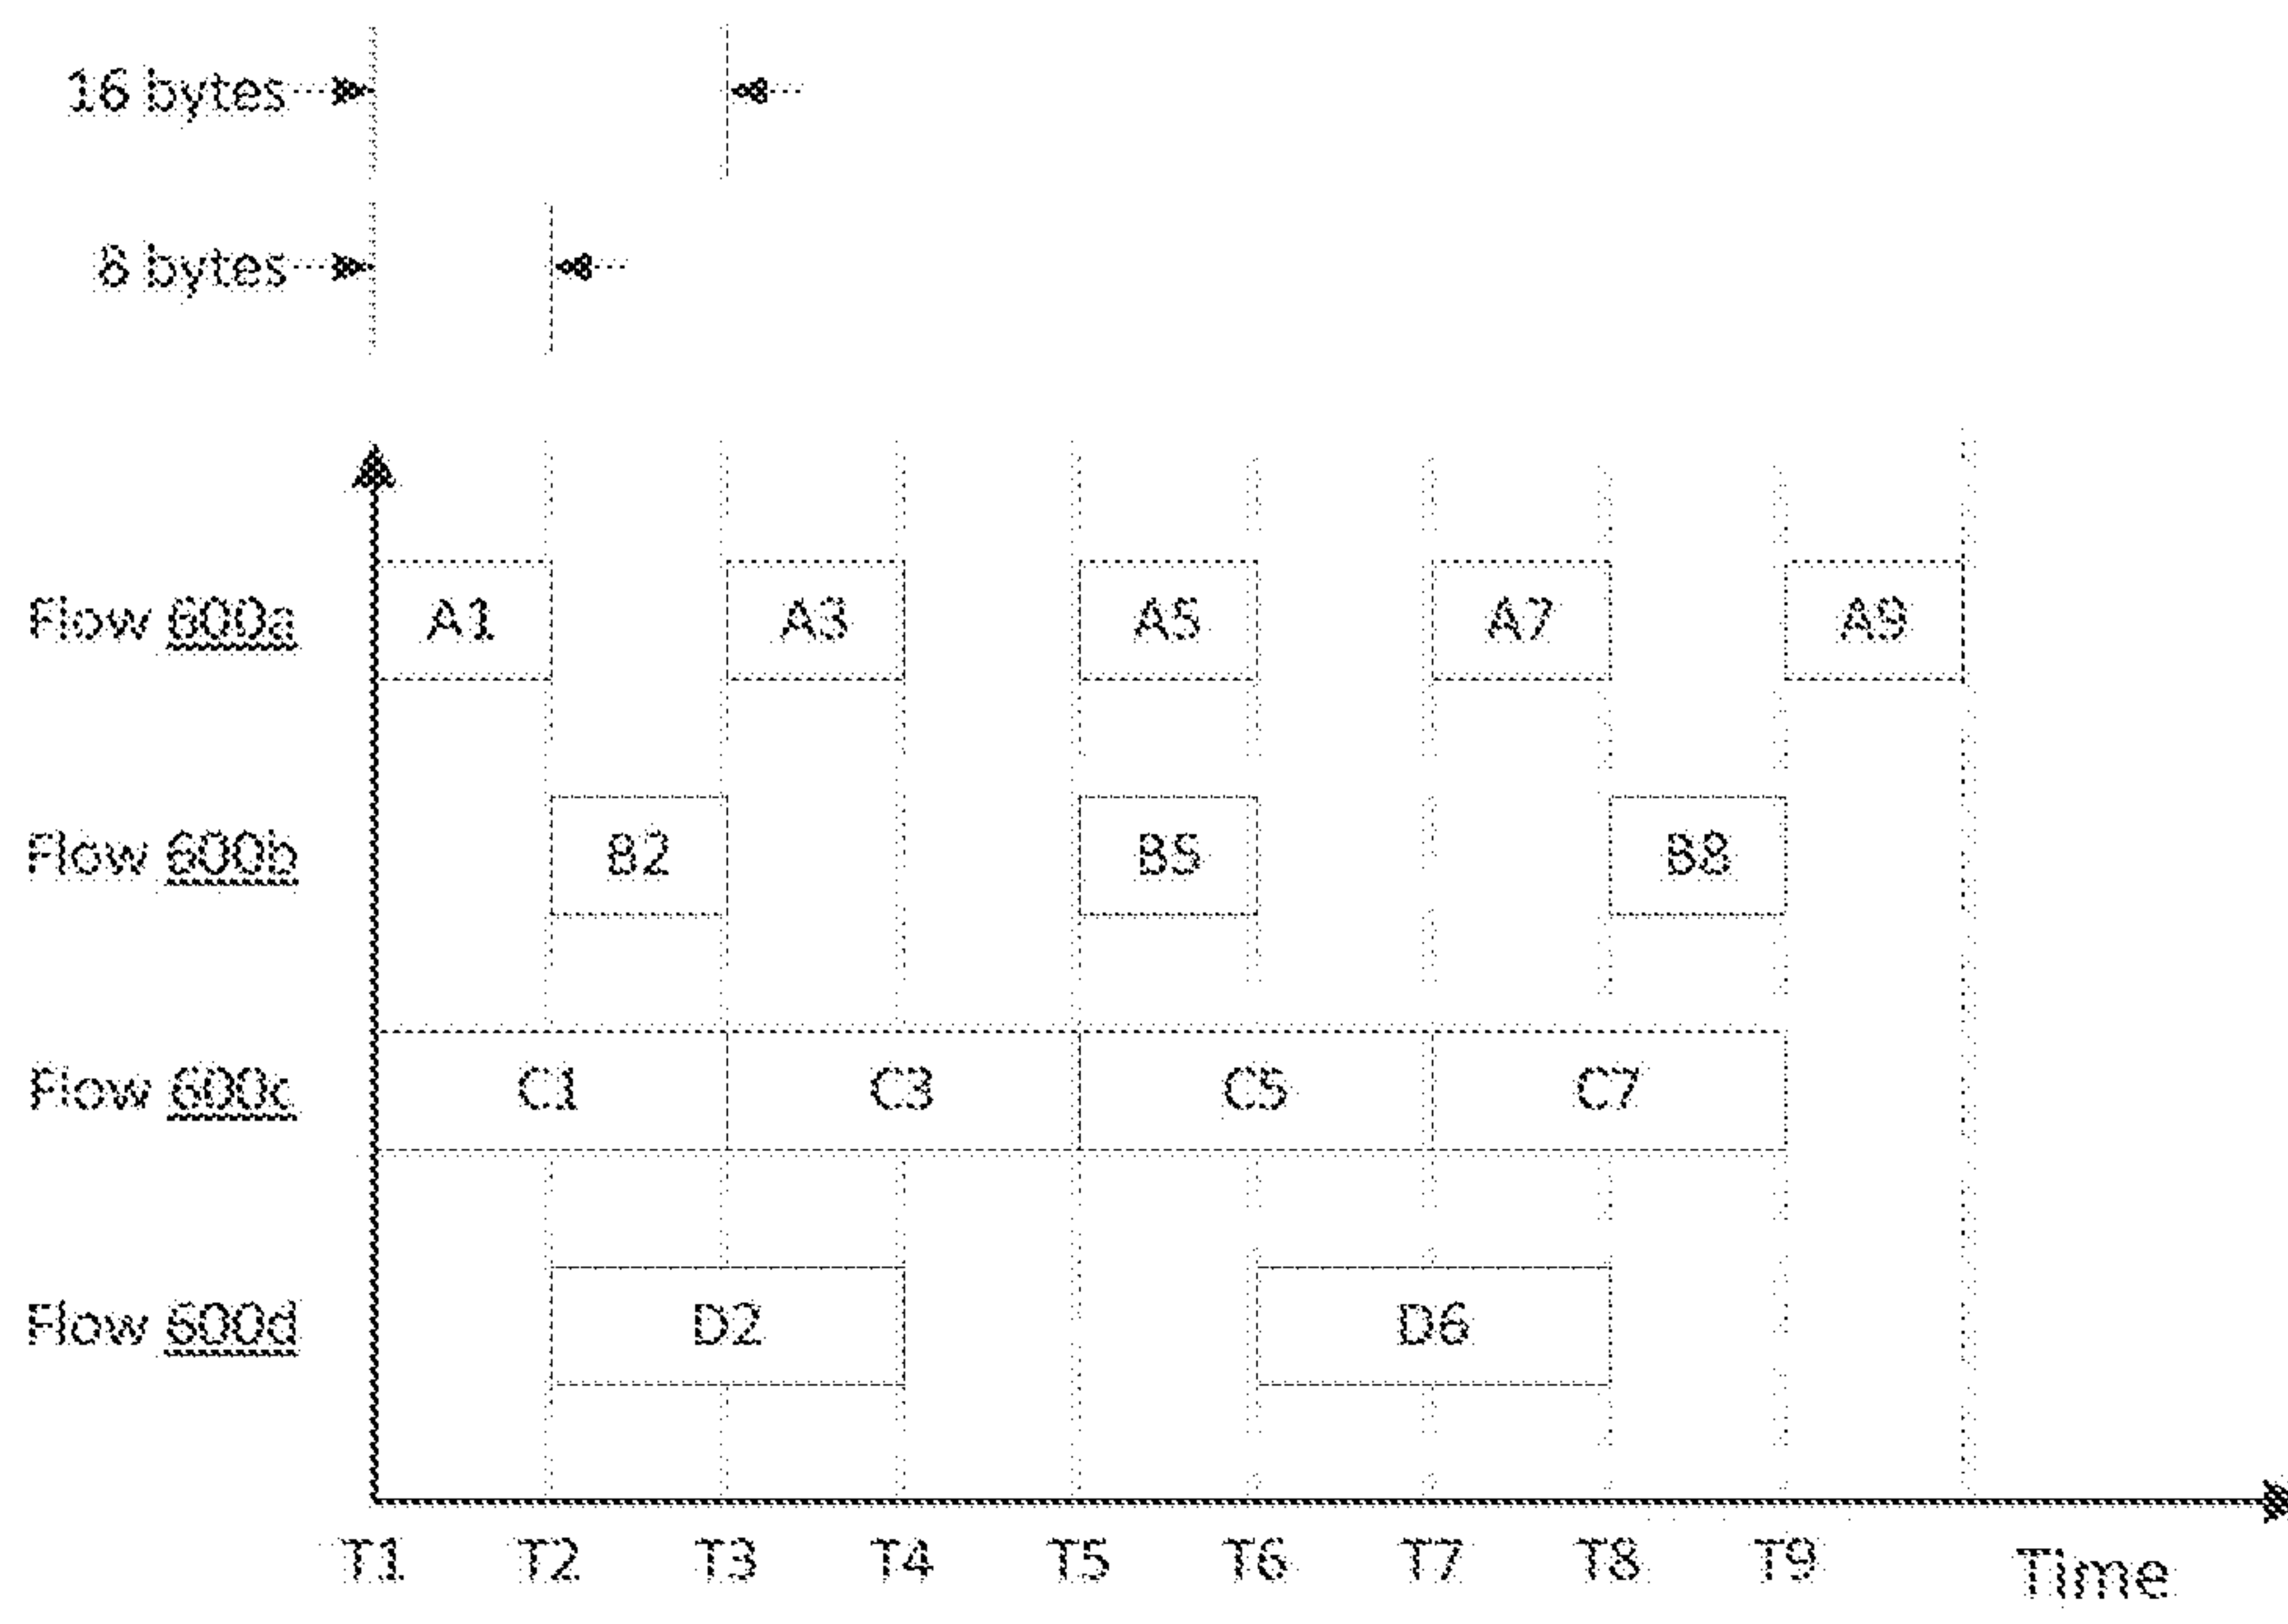 16 bytes
8 bytes
Flow 600a A1 A3 A5 A7 A9
Flow 600b B2 B5 B8
Flow 600c C1 C3 C5 C7
Flow 600d D2 D6
T1 T2 T3 T4 T5 T6 T7 T8 T9 Time